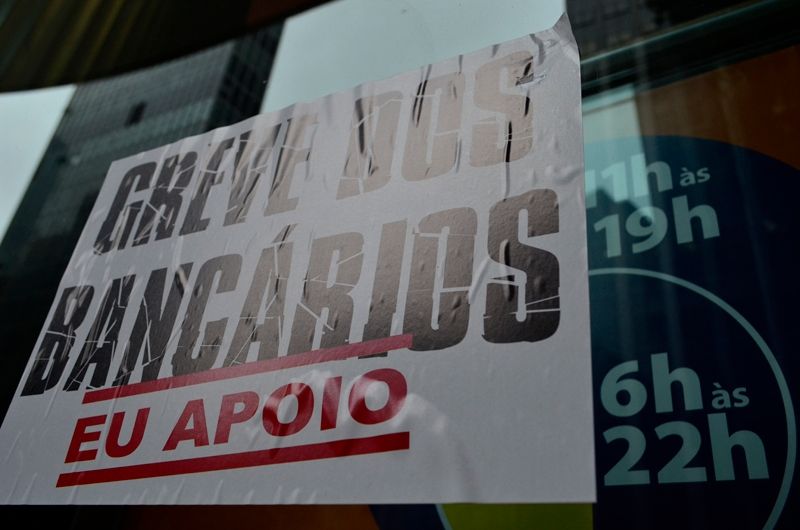 GREVE DOS
BANCÁRIOS
EU APOIO
11h às
19h
6h às
22h